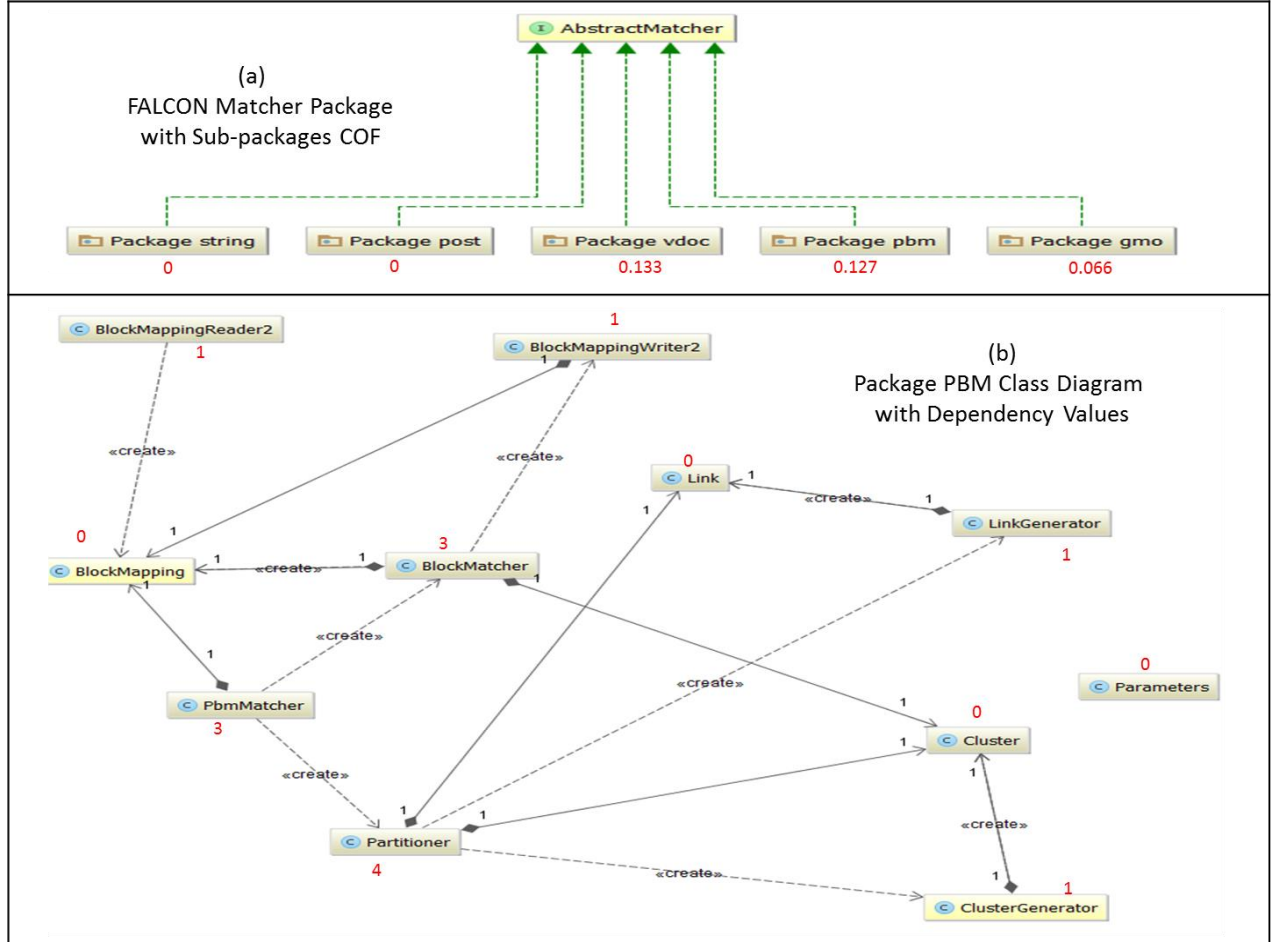 I AbstractMatcher
(a)
FALCON Matcher Package
with Sub-packages COF
Package string
Package post
Package vdoc
Package pbm
Package gmo
0
0
0.133
0.127
0.066
C BlockMappingReader2
1
1
C BlockMappingWriter2
1
(b)
Package PBM Class Diagram
with Dependency Values
«create»
«create»
0
C Link
1
1
«create»
1
C LinkGenerator
1
0
1
C BlockMapping
1
1
«create»
1
3
C BlockMatcher
1
«create»
1
C PbmMatcher
3
«create»
«create»
0
C Parameters
1
0
C Cluster
1
1
1
1
C Partitioner
4
«create»
«create»
1
1
C ClusterGenerator